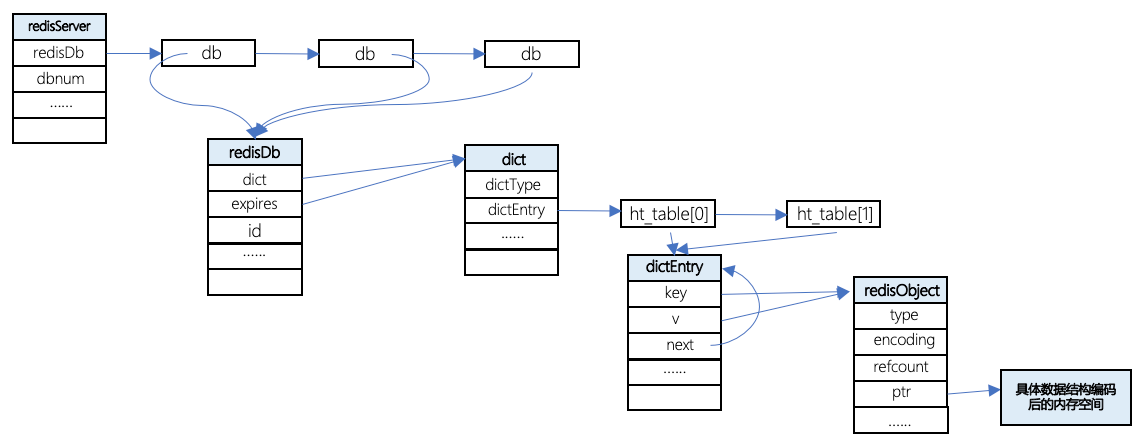 redisServer
redisDb
dbnum
......
db
db
db
redisDb
dict
expires
id
......
dict
dictType
dictEntry
......
ht_table[0]
ht_table[1]
dictEntry
key
v
next
......
redisObject
type
encoding
refcount
ptr
......
具体数据结构编码
后的内存空间